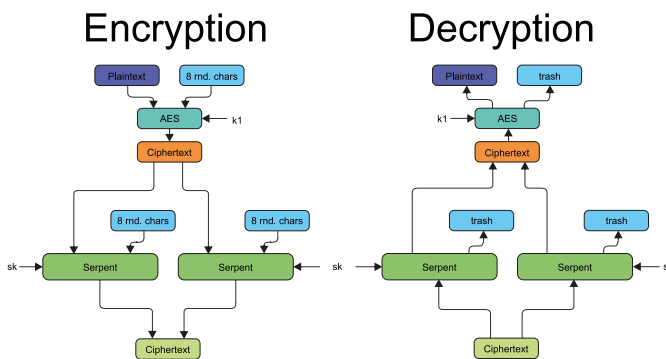 Encryption
Decryption
Plaintext
8 rnd. chars
Plaintext
trash
AES
k1
k1
AES
Ciphertext
Ciphertext
8 rnd. chars
8 rnd. chars
trash
trash
sk
Serpent
Serpent
sk
Serpent
Serpent
s
Ciphertext
Ciphertext